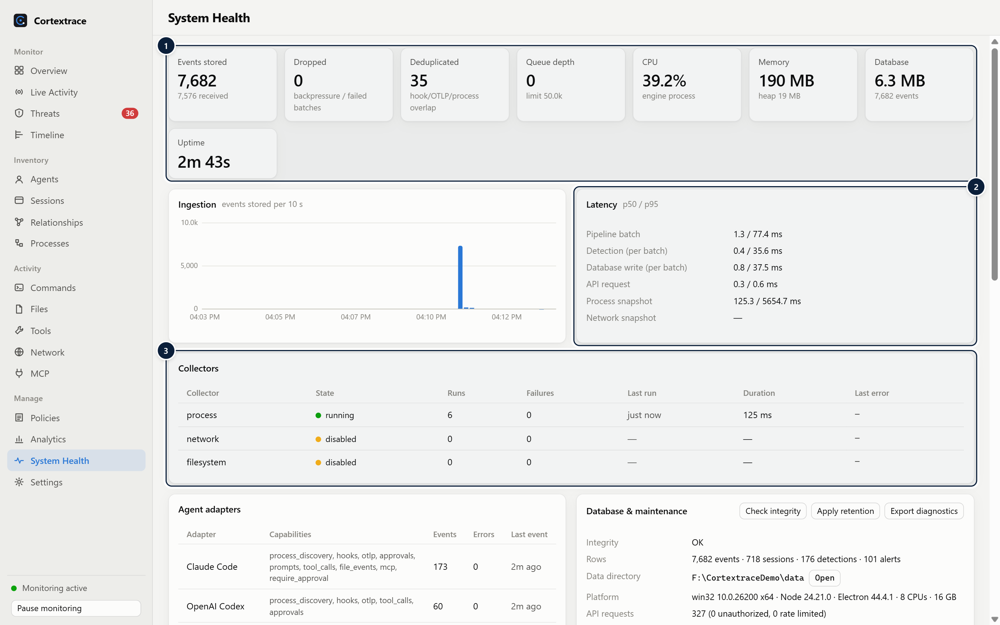 Cortextrace
Monitor
Overview
Live Activity
Threats 36
Timeline
Inventory
Agents
Sessions
Relationships
Processes
Activity
Commands
Files
Tools
Network
MCP
Manage
Policies
Analytics
System Health
Settings
Monitoring active
Pause monitoring
System Health
1
Events stored
7,682
7,576 received
Dropped
0
backpressure / failed
batches
Deduplicated
35
hook/OTLP/process
overlap
Queue depth
0
limit 50.0k
CPU
39.2%
engine process
Memory
190 MB
heap 19 MB
Database
6.3 MB
7,682 events
Uptime
2m 43s
Ingestion events stored per 10 s
10.0k
5,000
0
04:03 PM 04:05 PM 04:07 PM 04:10 PM 04:12 PM
2
Latency p50 / p95
Pipeline batch 1.3 / 77.4 ms
Detection (per batch) 0.4 / 35.6 ms
Database write (per batch) 0.8 / 37.5 ms
API request 0.3 / 0.6 ms
Process snapshot 125.3 / 5654.7 ms
Network snapshot —
3
Collectors
Collector State Runs Failures Last run Duration Last error
process running 6 0 just now 125 ms –
network disabled 0 0 — — –
filesystem disabled 0 0 — — –
Agent adapters
Adapter Capabilities Events Errors Last event
Claude Code process_discovery, hooks, otlp, approvals, 173 0 2m ago
prompts, tool_calls, file_events, mcp,
require_approval
OpenAI Codex process_discovery, hooks, otlp, tool_calls, 60 0 2m ago
approvals
Database & maintenance Check integrity Apply retention Export diagnostics
Integrity OK
Rows 7,682 events · 718 sessions · 176 detections · 101 alerts
Data directory F:\CortextraceDemo\data Open
Platform win32 10.0.26200 x64 · Node 24.21.0 · Electron 44.4.1 · 8 CPUs · 16 GB
API requests 327 (0 unauthorized, 0 rate limited)